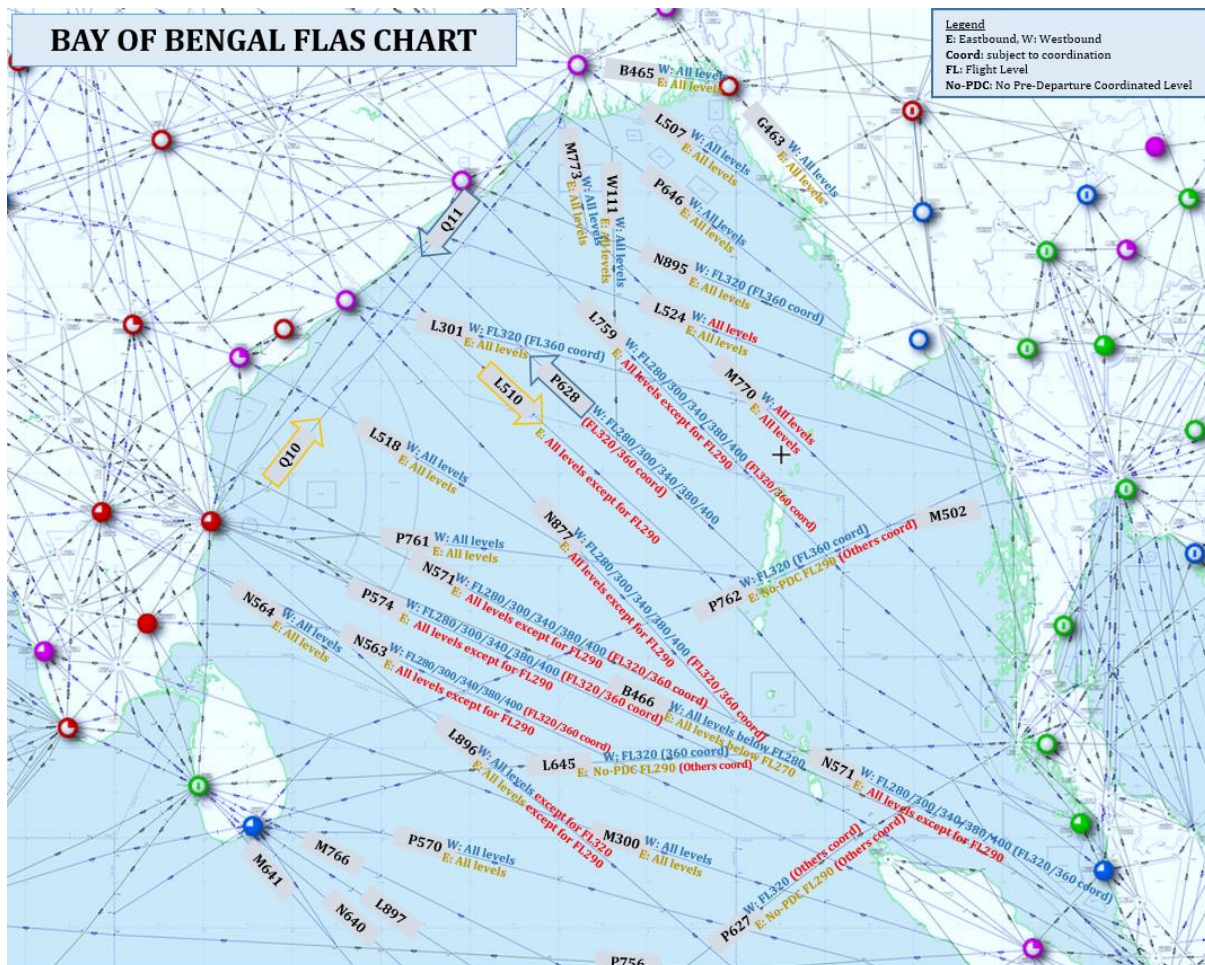 BAY OF BENGAL FLAS CHART
Legend
E: Eastbound, W: Westbound
Coord: subject to coordination
FL: Flight Level
No-PDC: No Pre-Departure Coordinated Level
B465
W: All levels
E: All levels
L507
W: All levels
E: All levels
G463
W: All levels
E: All levels
M773
W: All levels
E: All levels
W111
W: All levels
E: All levels
P646
W: All levels
E: All levels
Q11
N895
W: FL320 (FL360 coord)
E: All levels
L301
W: FL320 (FL360 coord)
E: All levels
L759
W: FL280/300/340/380/400 (FL320/360 coord)
E: All levels except for FL290
L524
W: All levels
E: All levels
M770
W: All levels
E: All levels
L510
E: All levels except for FL290
P628
W: FL280/300/340/380/400
(FL320/360 coord)
Q10
L518
W: All levels
E: All levels
N877
W: FL280/300/340/380/400 (FL320/360 coord)
E: All levels except for FL290
M502
P762
W: FL320 (FL360 coord)
E: No-PDC FL290 (Others coord)
P761
W: All levels
E: All levels
N571
W: FL280/300/340/380/400 (FL320/360 coord)
E: All levels except for FL290
P574
W: FL280/300/340/380/400 (FL320/360 coord)
E: All levels except for FL290
N564
W: All levels
E: All levels
N563
W: FL280/300/340/380/400 (FL320/360 coord)
E: All levels except for FL290
B466
W: All levels below FL280
E: All levels below FL270
L896
W: All levels except for FL320
E: All levels except for FL290
L645
W: FL320 (360 coord)
E: No-PDC FL290 (Others coord)
N571
W: FL280/300/340/380/400 (FL320/360 coord)
E: All levels except for FL290
P570
W: All levels
E: All levels
M300
W: All levels
E: All levels
M766
M641
L897
N640
P627
W: FL320 (Others coord)
E: No-PDC FL290 (Others coord)
P756